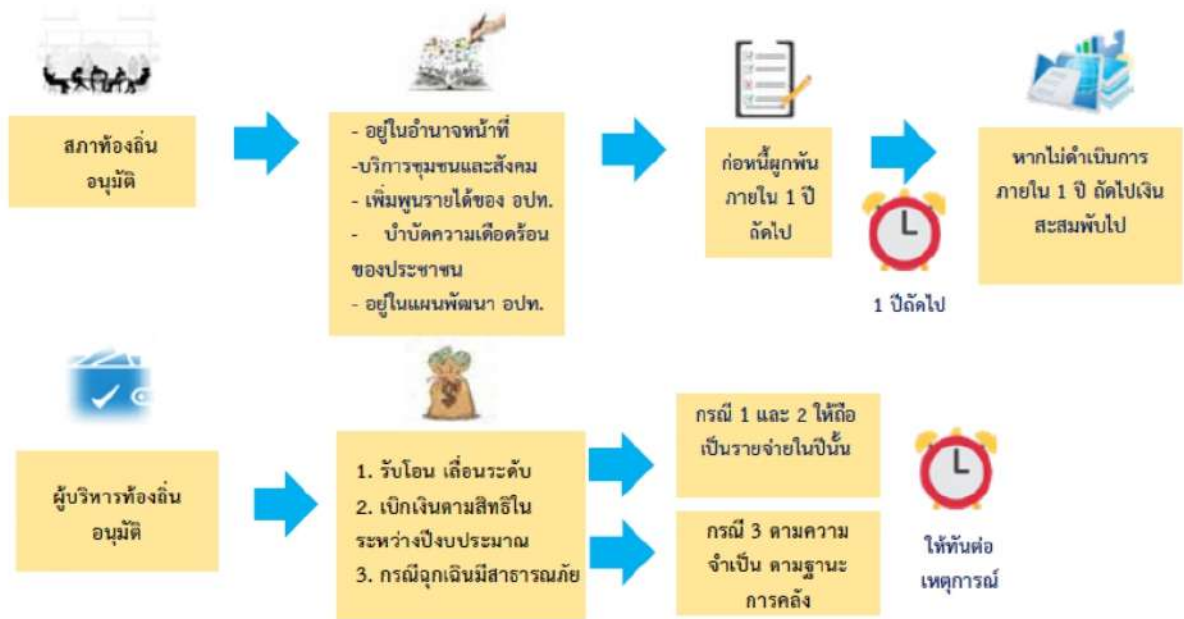 สภาท้องถิ่น
อนุมัติ
- อยู่ในอำนาจหน้าที่
-บริการชุมชนและสังคม
- เพิ่มพูนรายได้ของ อปท.
- บำบัดความเดือดร้อน
ของประชาชน
- อยู่ในแผนพัฒนา อปท.
ก่อหนี้ผูกพัน
ภายใน 1 ปี
ถัดไป
1 ปีถัดไป
หากไม่ดำเนินการ
ภายใน 1 ปี ถัดไปเงิน
สะสมพับไป
ผู้บริหารท้องถิ่น
อนุมัติ
1. รับโอน เลื่อนระดับ
2. เบิกเงินตามสิทธิใน
ระหว่างปีงบประมาณ
3. กรณีฉุกเฉินมีสาธารณภัย
กรณี 1 และ 2 ให้ถือ
เป็นรายจ่ายในปีนั้น
กรณี 3 ตามความ
จำเป็น ตามฐานะ
การคลัง
ให้ทันต่อ
เหตุการณ์